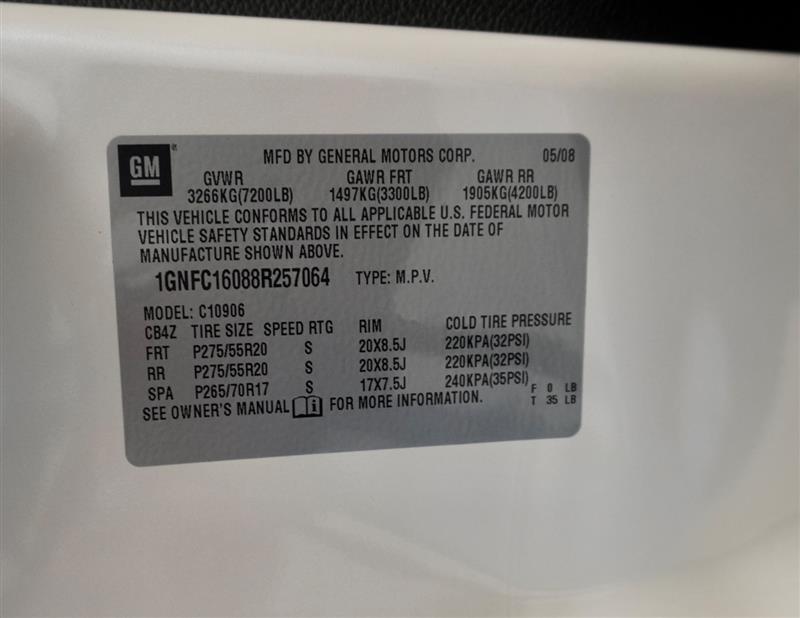 GM
MFD BY GENERAL MOTORS CORP. 05/08
GVWR GAWR FRT GAWR RR
3266KG(7200LB) 1497KG(3300LB) 1905KG(4200LB)
THIS VEHICLE CONFORMS TO ALL APPLICABLE U.S. FEDERAL MOTOR
VEHICLE SAFETY STANDARDS IN EFFECT ON THE DATE OF
MANUFACTURE SHOWN ABOVE.
1GNFC16088R257064 TYPE: M.P.V.
MODEL: C10906
CB4Z TIRE SIZE SPEED RTG RIM COLD TIRE PRESSURE
FRT P275/55R20 S 20X8.5J 220KPA(32PSI)
RR P275/55R20 S 20X8.5J 220KPA(32PSI)
SPA P265/70R17 S 17X7.5J 240KPA(35PSI) F 0 LB
SEE OWNER'S MANUAL FOR MORE INFORMATION. T 35 LB